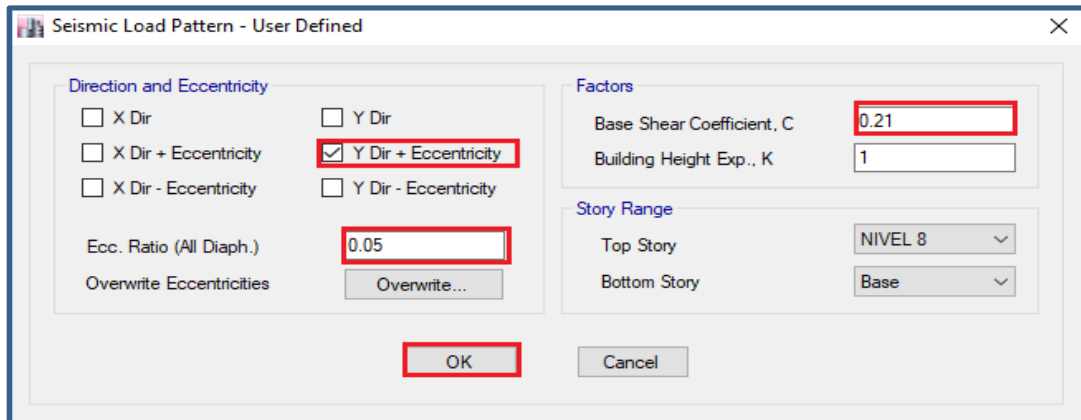 Seismic Load Pattern - User Defined
Direction and Eccentricity
X Dir
Y Dir
X Dir + Eccentricity
Y Dir + Eccentricity
X Dir - Eccentricity
Y Dir - Eccentricity
Ecc. Ratio (All Diaph.) 0.05
Overwrite Eccentricities Overwrite...
Factors
Base Shear Coefficient, C 0.21
Building Height Exp., K 1
Story Range
Top Story NIVEL 8
Bottom Story Base
OK
Cancel